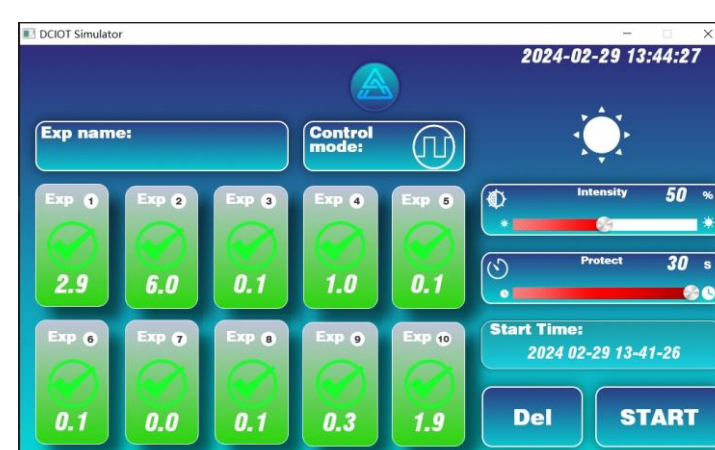 DCIOT Simulator
2024-02-29 13:44:27
Exp name:
Control
mode:
Exp 1
Exp 2
Exp 3
Exp 4
Exp 5
2.9
6.0
0.1
1.0
0.1
Intensity 50 %
Protect 30 s
Exp 6
Exp 7
Exp 8
Exp 9
Exp 10
0.1
0.0
0.1
0.3
1.9
Start Time:
2024 02-29 13-41-26
Del
START